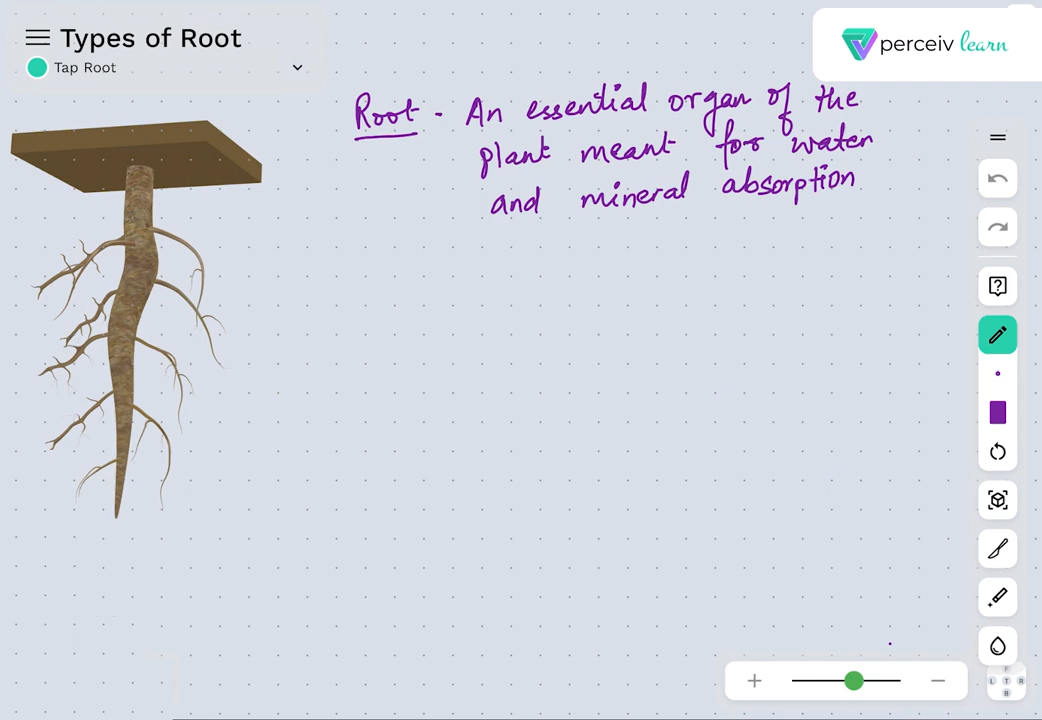 Types of Root
Tap Root
perceiv learn
Root - An essential organ of the
plant meant for water
and mineral absorption
F
L T R
B